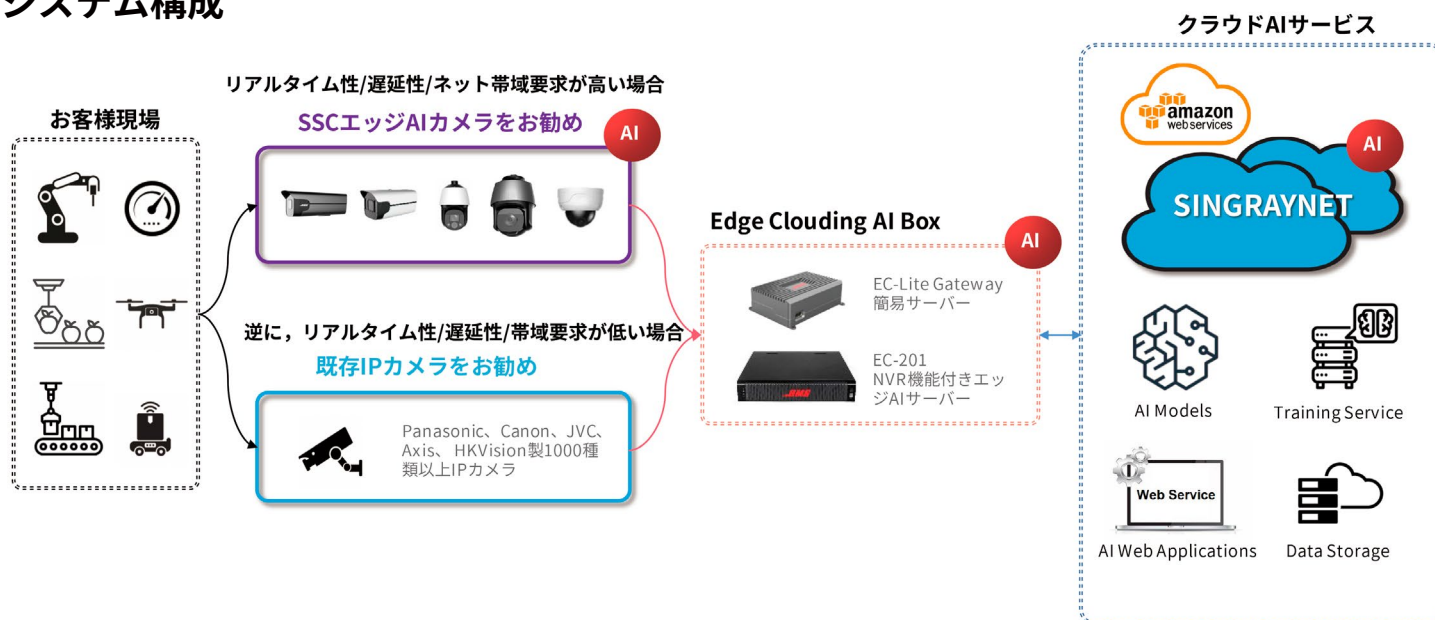 システム構成
クラウドAIサービス
リアルタイム性/遅延性/ネット帯域要求が高い場合
お客様現場
SSCエッジAIカメラをお勧め
AI
amazon
web services
AI
SINGRAYNET
Edge Clouding AI Box
AI
EC-Lite Gateway
簡易サーバー
逆に，リアルタイム性/遅延性/帯域要求が低い場合
既存IPカメラをお勧め
EC-201
NVR機能付きエッ
ジAIサーバー
Panasonic、Canon、JVC、
Axis、HKVision製1000種
類以上IPカメラ
AI Models
Training Service
Web Service
AI Web Applications
Data Storage